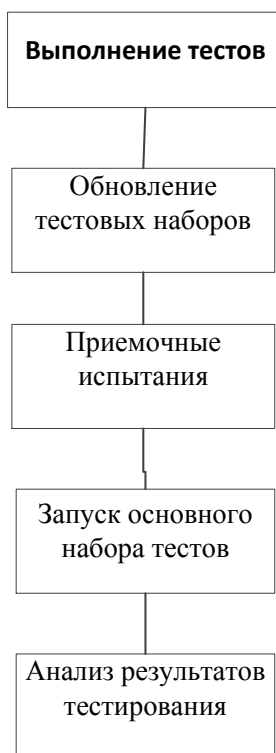 Выполнение тестов
Обновление
тестовых наборов
Приемочные
испытания
Запуск основного
набора тестов
Анализ результатов
тестирования